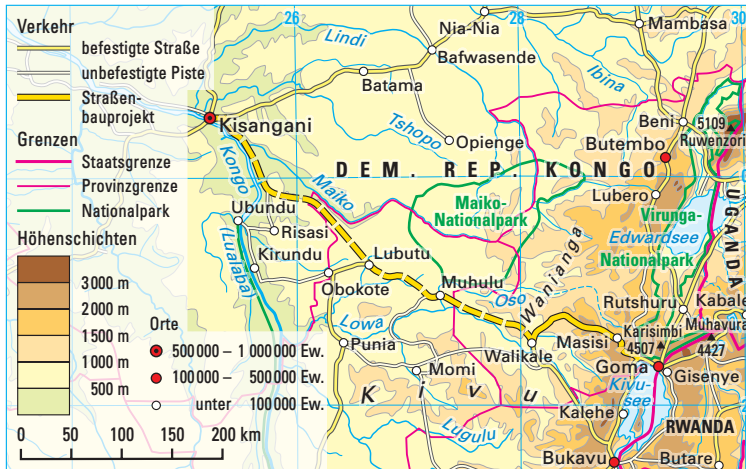 Verkehr
befestigte Straße
unbefestigte Piste
Straßen-
bauprojekt
Grenzen
Staatsgrenze
Provinzgrenze
Nationalpark
Höhenschichten
3000 m
2000 m
1500 m
1000 m
500 m
Orte
500 000 – 1 000 000 Ew.
100 000 – 500 000 Ew.
unter 100 000 Ew.
0 50 100 150 200 km
26
28
30
Lindi
Nia-Nia
Mambasa
Bafwasende
Ibina
Batama
Kisangani
Tshopo
Opienge
Beni
5109
Ruwenzori
Butembo
DEM. REP. KONGO
0
Kongo
(Lualaba)
Maiko
Maiko-
Nationalpark
Lubero
Virunga-
Nationalpark
Edwardsee
UGANDA
Ubundu
Risasi
Kirundu
Lubutu
Obokote
Muhulu
Oso
Wanianga
Rutshuru
Kabale
Muhavura
4427
Karisimbi
4507
Masisi
Lowa
Punia
Walikale
Goma
Gisenye
Momi
Kivu
Kivu-
see
Kalehe
Lugulu
RWANDA
2
Bukavu
Butare